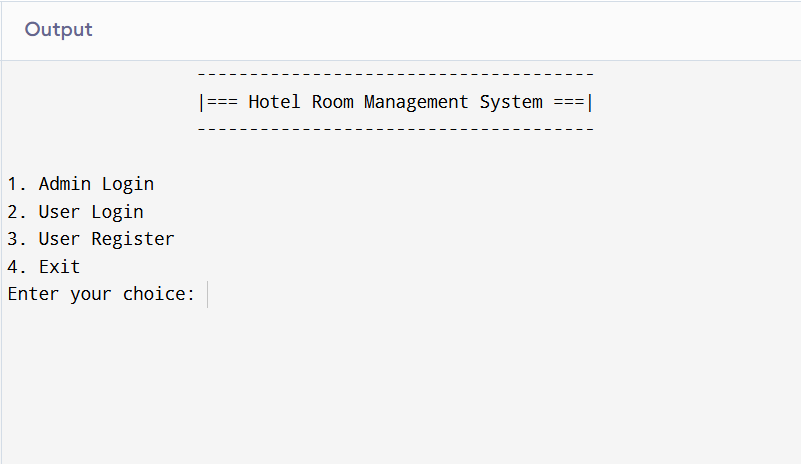 Output
--------------------------------------
|=== Hotel Room Management System ===|
--------------------------------------
1. Admin Login
2. User Login
3. User Register
4. Exit
Enter your choice: